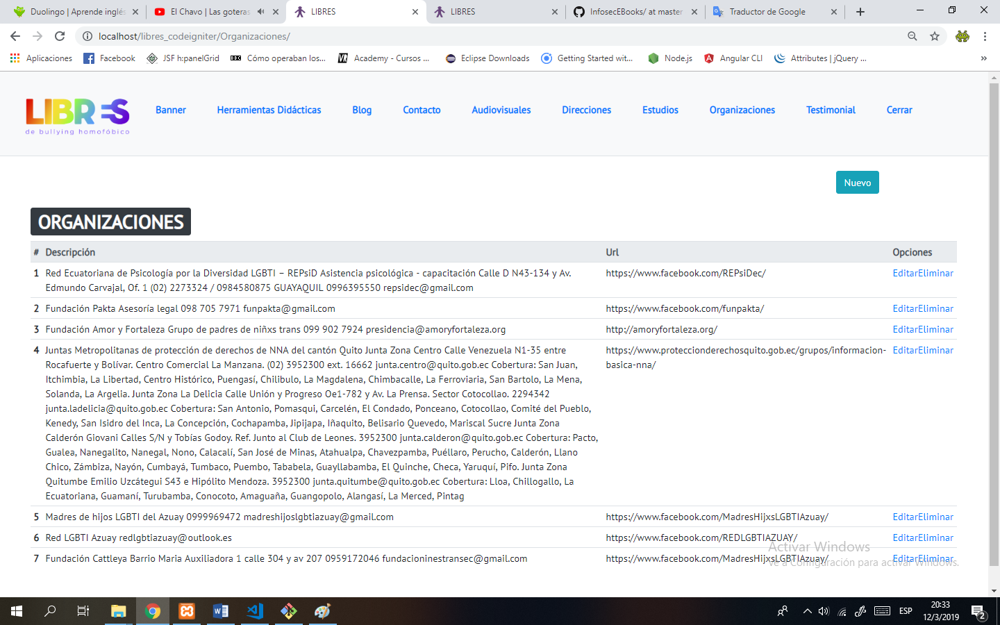 Duolingo | Aprende inglés
El Chavo | Las goteras
LIBRES
LIBRES
InfosecEBooks/ at master
Traductor de Google
localhost/libres_codeigniter/Organizaciones/
Aplicaciones
Facebook
JSF h:panelGrid
BBC
Cómo operaban los...
Academy - Cursos ...
Eclipse Downloads
Getting Started wit...
Node.js
Angular CLI
Attributes | jQuery ...
»
LIBRES
de bullying homofóbico
Banner
Herramientas Didácticas
Blog
Contacto
Audiovisuales
Direcciones
Estudios
Organizaciones
Testimonial
Cerrar
Nuevo
ORGANIZACIONES
# Descripción Url Opciones
1 Red Ecuatoriana de Psicología por la Diversidad LGBTI – REPsiD Asistencia psicológica - capacitación Calle D N43-134 y Av. https://www.facebook.com/REPsiDec/ EditarEliminar
Edmundo Carvajal, Of. 1 (02) 2273324 / 0984580875 GUAYAQUIL 0996395550 repsidec@gmail.com
2 Fundación Pakta Asesoría legal 098 705 7971 funpakta@gmail.com https://www.facebook.com/funpakta/ EditarEliminar
3 Fundación Amor y Fortaleza Grupo de padres de niñxs trans 099 902 7924 presidencia@amoryfortaleza.org http://amoryfortaleza.org/ EditarEliminar
4 Juntas Metropolitanas de protección de derechos de NNA del cantón Quito Junta Zona Centro Calle Venezuela N1-35 entre https://www.proteccionderechosquito.gob.ec/grupos/informacion- EditarEliminar
Rocafuerte y Bolívar. Centro Comercial La Manzana. (02) 3952300 ext. 16662 junta.centro@quito.gob.ec Cobertura: San Juan, basica-nna/
Itchimbia, La Libertad, Centro Histórico, Puengasí, Chilibulo, La Magdalena, Chimbacalle, La Ferroviaria, San Bartolo, La Mena,
Solanda, La Argelia. Junta Zona La Delicia Calle Unión y Progreso Oe1-782 y Av. La Prensa. Sector Cotocollao. 2294342
junta.ladelicia@quito.gob.ec Cobertura: San Antonio, Pomasqui, Carcelén, El Condado, Ponceano, Cotocollao, Comité del Pueblo,
Kenedy, San Isidro del Inca, La Concepción, Cochapamba, Jipijapa, Iñaquito, Belisario Quevedo, Mariscal Sucre Junta Zona
Calderón Giovani Calles S/N y Tobías Godoy. Ref. Junto al Club de Leones. 3952300 junta.calderon@quito.gob.ec Cobertura: Pacto,
Gualea, Nanegalito, Nanegal, Nono, Calacalí, San José de Minas, Atahualpa, Chavezpamba, Puéllaro, Perucho, Calderón, Llano
Chico, Zámbiza, Nayón, Cumbayá, Tumbaco, Puembo, Tababela, Guayllabamba, El Quinche, Checa, Yaruquí, Pifo. Junta Zona
Quitumbe Emilio Uzcátegui S43 e Hipólito Mendoza. 3952300 junta.quitumbe@quito.gob.ec Cobertura: Lloa, Chillogallo, La
Ecuatoriana, Guamaní, Turubamba, Conocoto, Amaguaña, Guangopolo, Alangasí, La Merced, Pintag
5 Madres de hijos LGBTI del Azuay 0999969472 madreshijoslgbtiazuay@gmail.com https://www.facebook.com/MadresHijxsLGBTIAzuay/ EditarEliminar
6 Red LGBTI Azuay redlgbtiazuay@outlook.es https://www.facebook.com/REDLGBTIAZUAY/ EditarEliminar
7 Fundación Cattleya Barrio Maria Auxiliadora 1 calle 304 y av 207 0959172046 fundacioninestransec@gmail.com https://www.facebook.com/MadresHijxsLGBTIAzuay/ EditarEliminar
Activar Windows
Ve a Configuración para activar Windows.
ESP
20:33
12/3/2019
2